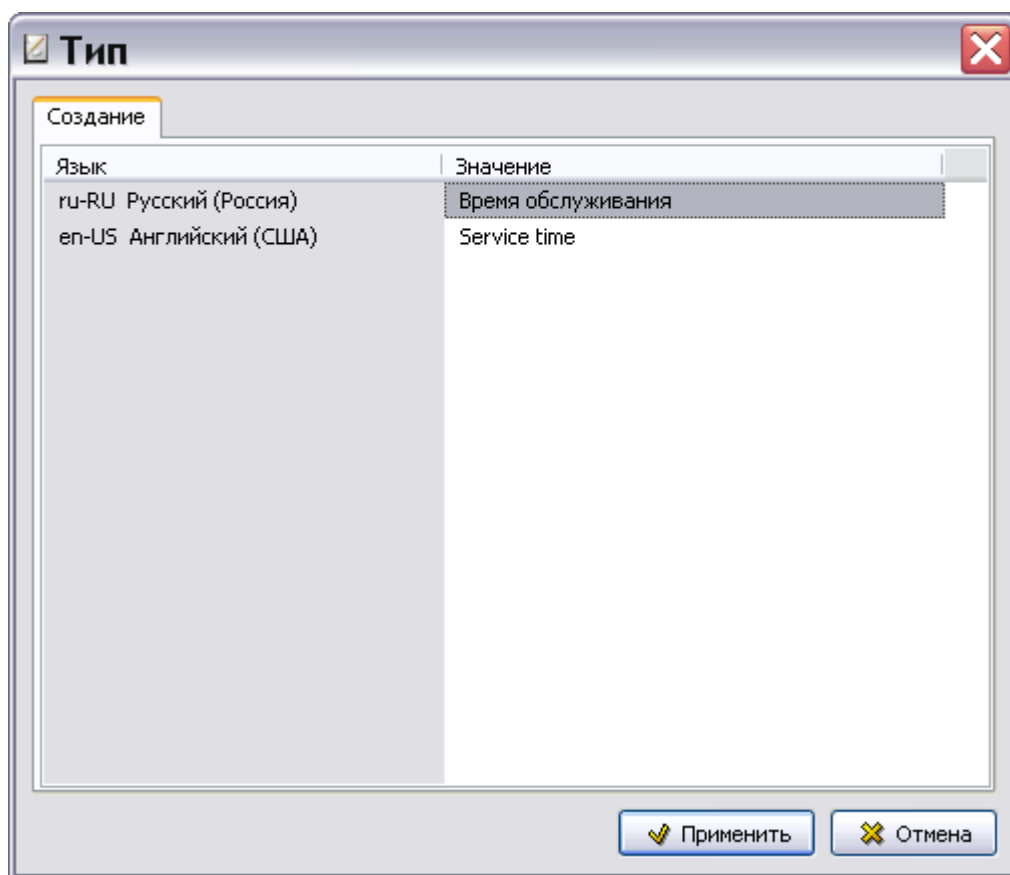 Тип
Создание
Язык Значение
ru-RU Русский (Россия) Время обслуживания
en-US Английский (США) Service time
Применить Отмена